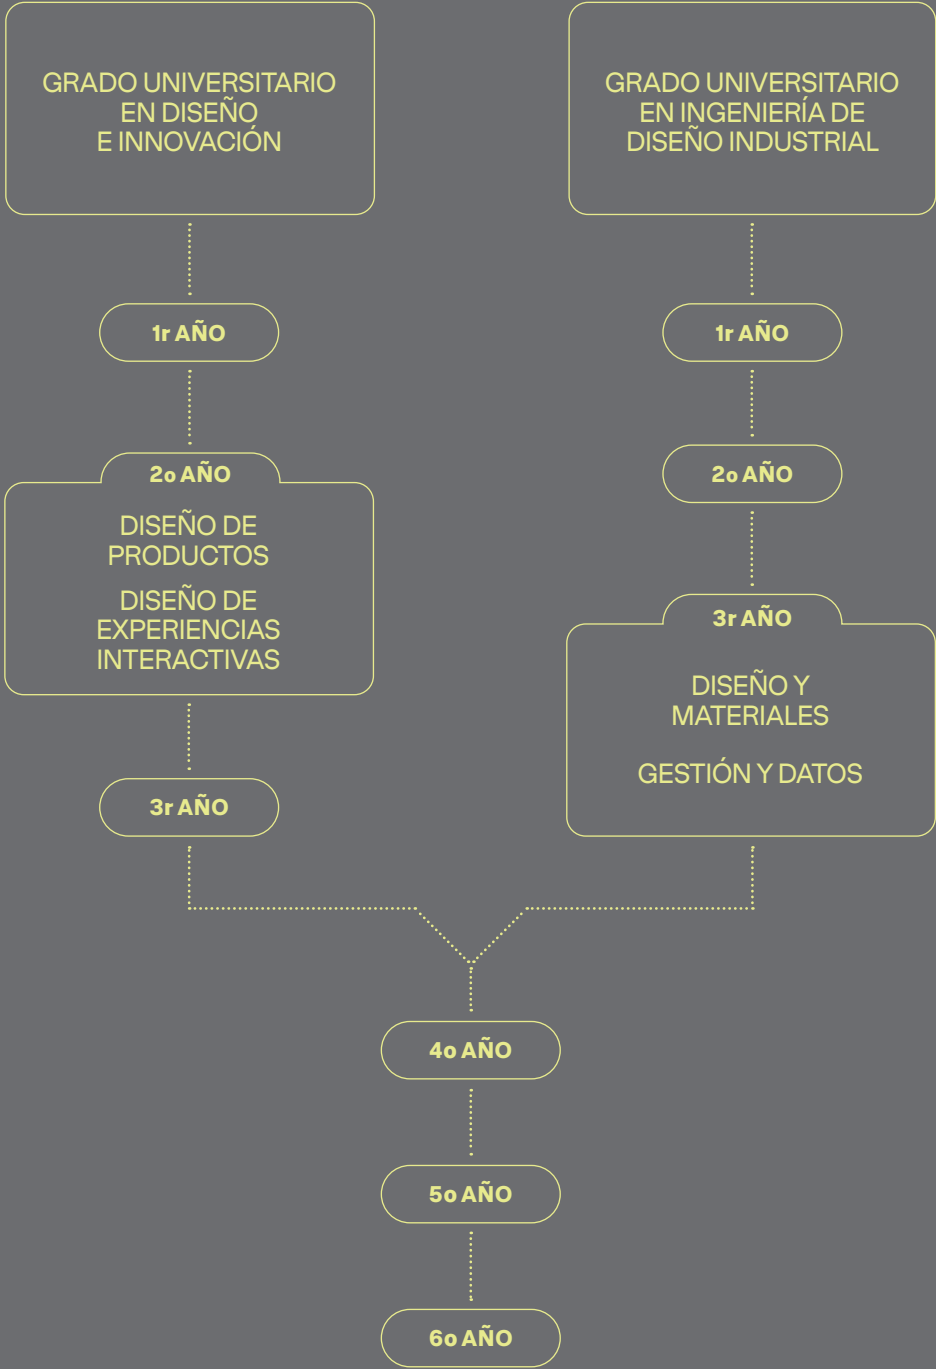 GRADO UNIVERSITARIO
EN DISEÑO
E INNOVACIÓN
1r AÑO
2o AÑO
DISEÑO DE
PRODUCTOS
DISEÑO DE
EXPERIENCIAS
INTERACTIVAS
3r AÑO
GRADO UNIVERSITARIO
EN INGENIERÍA DE
DISEÑO INDUSTRIAL
1r AÑO
2o AÑO
3r AÑO
DISEÑO Y
MATERIALES
GESTIÓN Y DATOS
4o AÑO
5o AÑO
6o AÑO